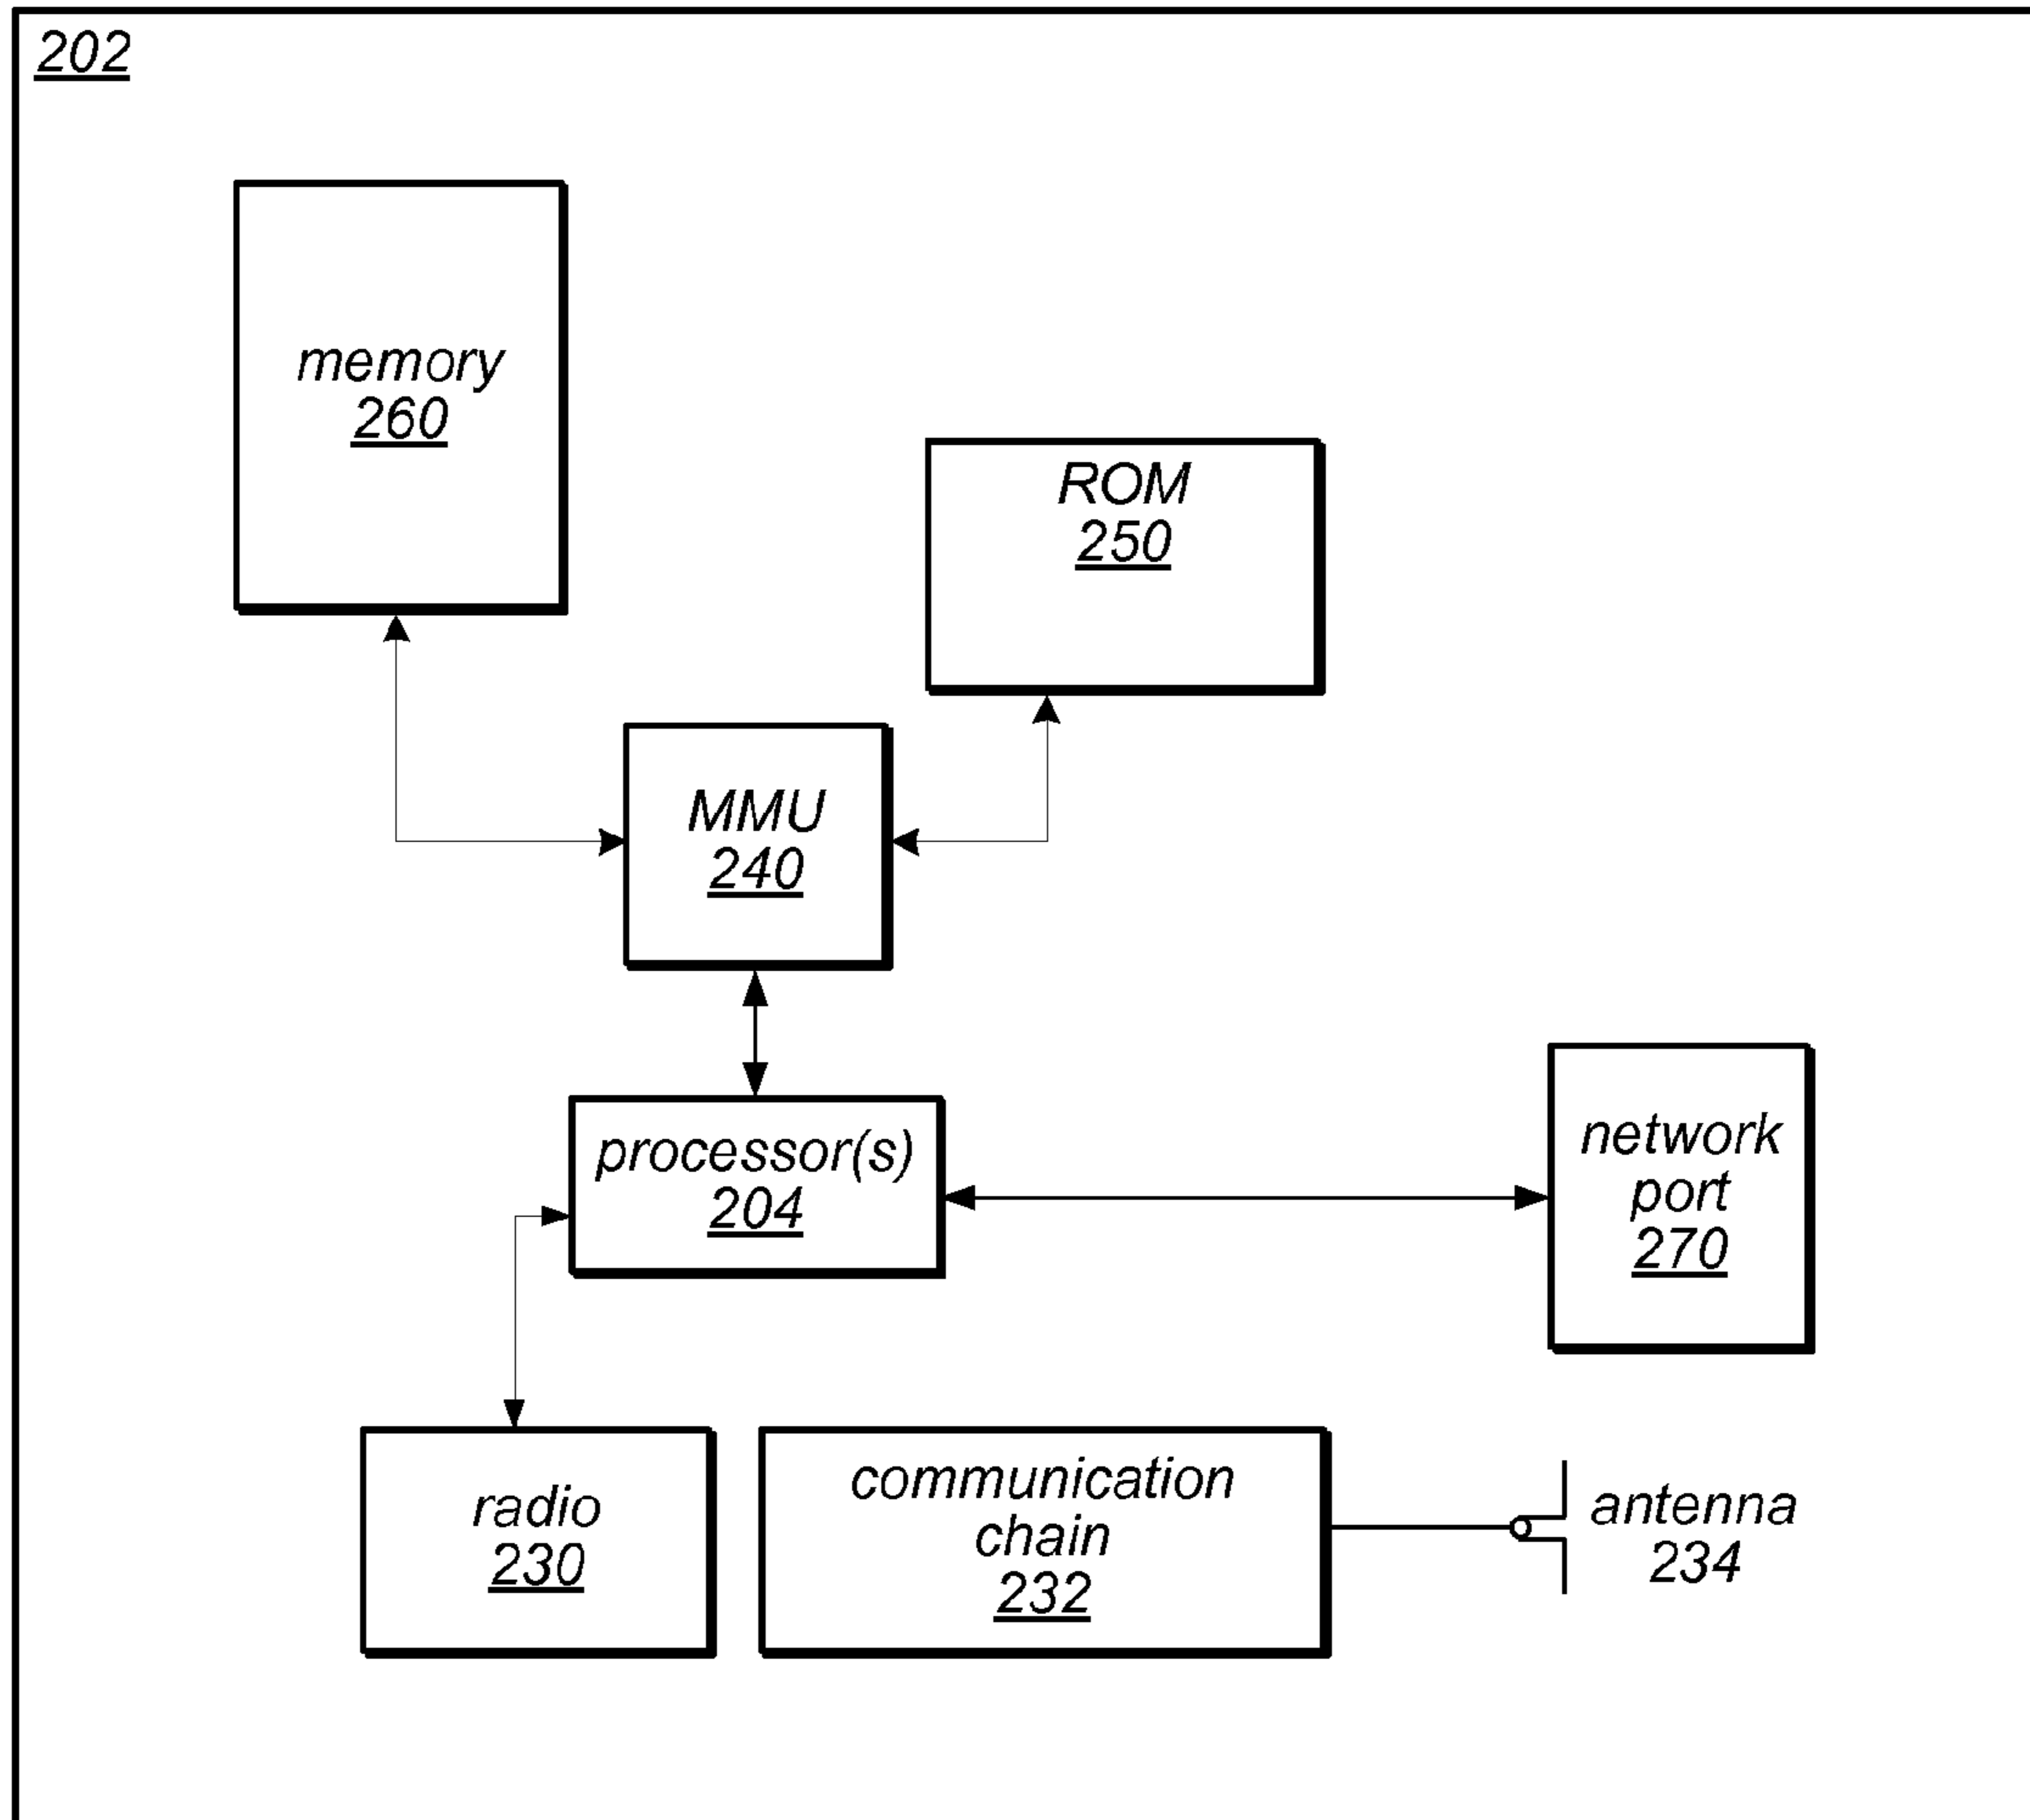 202
memory
260
ROM
250
MMU
240
processor(s)
204
network
port
270
radio
230
communication
chain
232
antenna
234